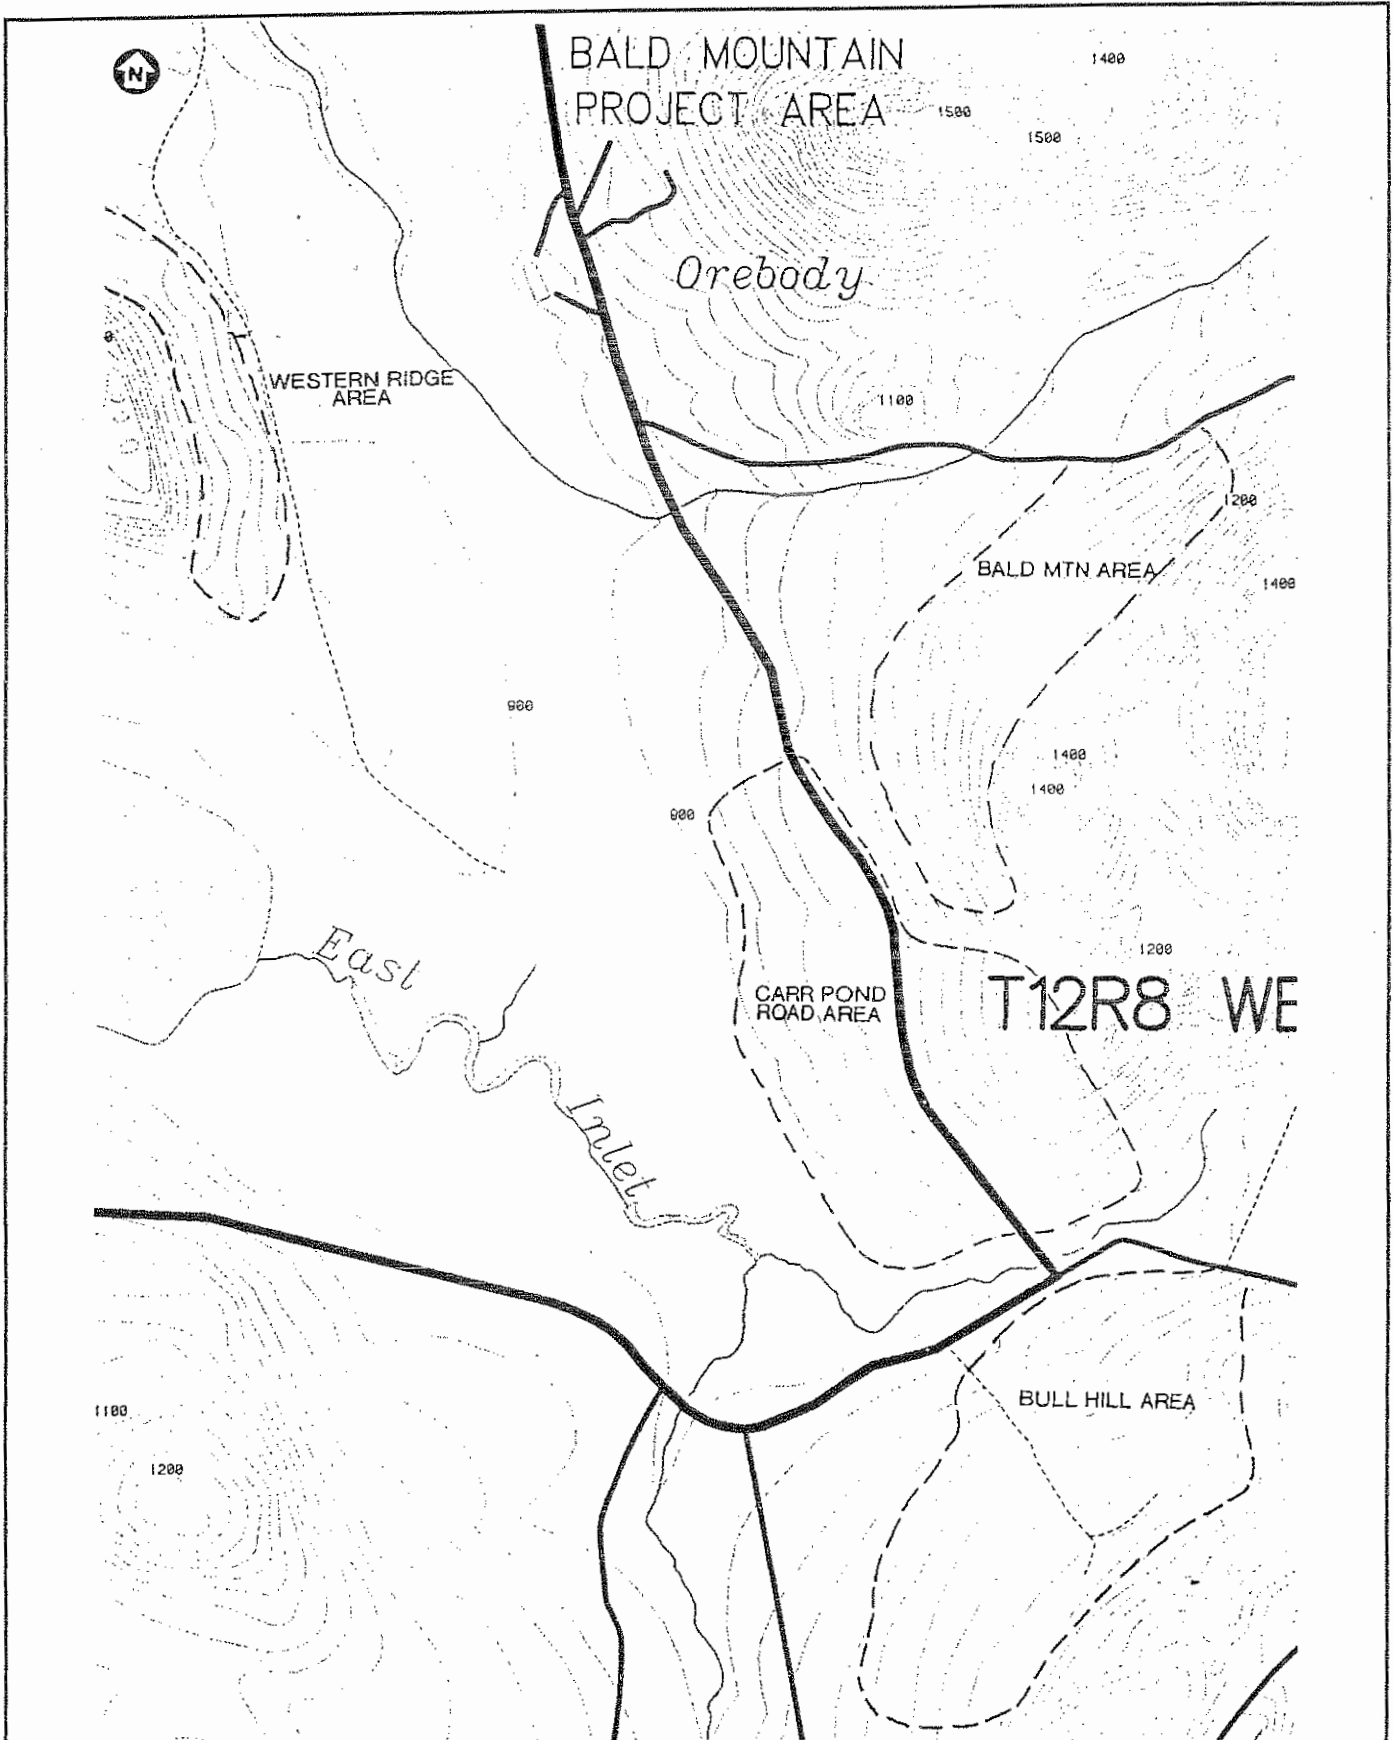 N
BALD MOUNTAIN
PROJECT AREA
1400
1500
1500
Orebody
WESTERN RIDGE
AREA
1100
1200
BALD MTN AREA
1400
900
1400
1400
900
1200
East
CARR POND
ROAD AREA
T12R8 WE
Inlet
BULL HILL AREA
1100
1200